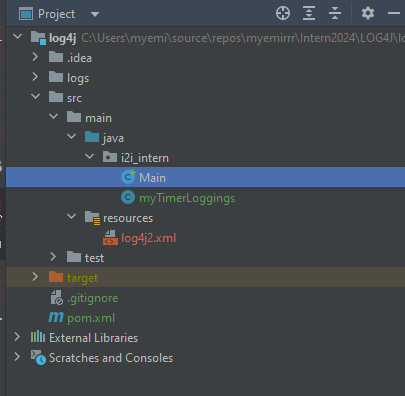 Project
log4j C:\Users\myemi\source\repos\myemirrr\Intern2024\LOG4J\lo
.idea
logs
src
main
java
i2i_intern
Main
myTimerLoggings
resources
log4j2.xml
test
target
.gitignore
pom.xml
External Libraries
Scratches and Consoles